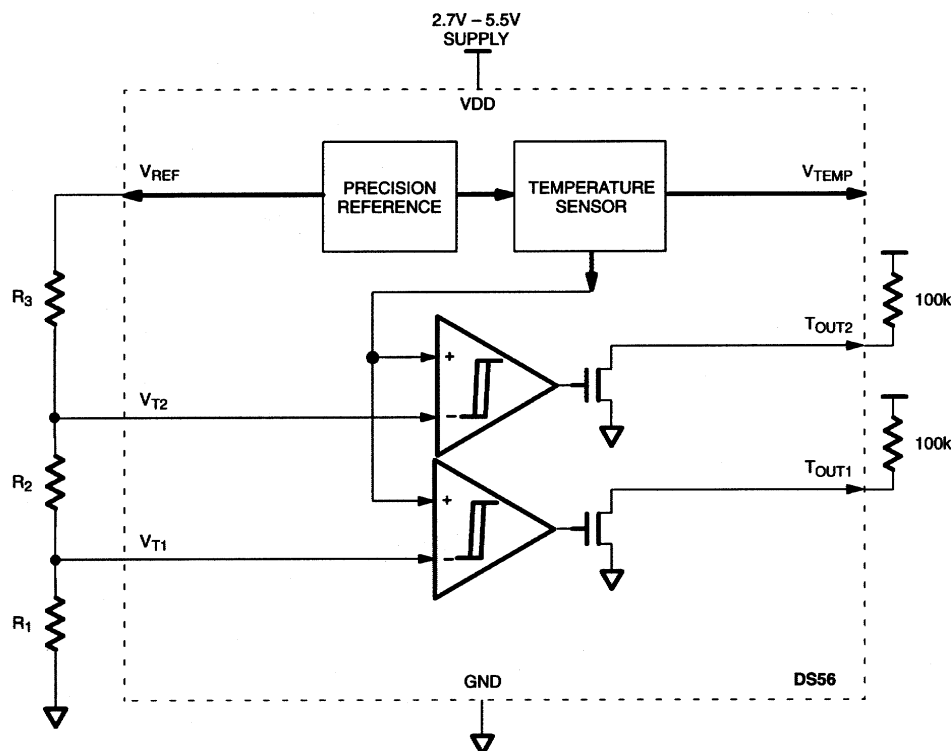 2.7V – 5.5V
SUPPLY
VDD
VREF
PRECISION
REFERENCE
TEMPERATURE
SENSOR
VTEMP
R3
100k
TOUT2
+
VT2
−
100k
R2
TOUT1
+
VT1
−
R1
GND
DS56